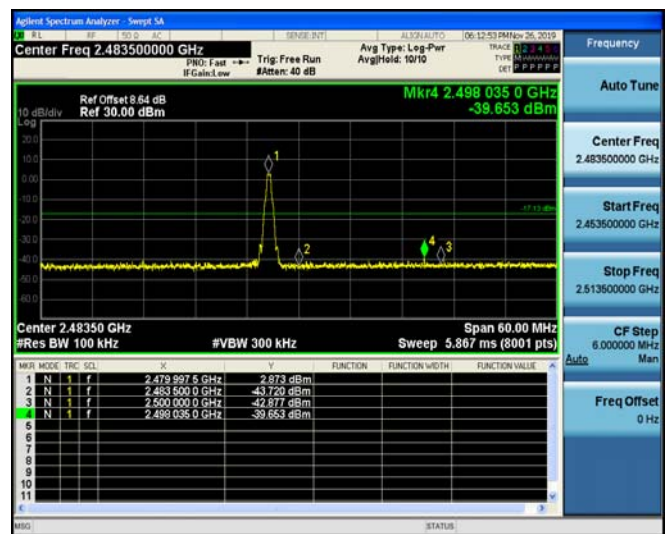 Agilent Spectrum Analyzer - Swept SA
RL RF 50 Ω AC SENSE:INT ALIGN AUTO 06:12:53 PM Nov 26, 2019
Center Freq 2.483500000 GHz
PNO: Fast Trig: Free Run Avg Type: Log-Pwr TRACE 1 2 3 4 5 6
IFGain:Low #Atten: 40 dB Avg|Hold: 10/10 TYPE
DET P P P P P P
Frequency
Auto Tune
Center Freq
2.483500000 GHz
Start Freq
2.453500000 GHz
Stop Freq
2.513500000 GHz
CF Step
6.000000 MHz
Auto Man
Freq Offset
0 Hz
Ref Offset 8.64 dB
10 dB/div Ref 30.00 dBm
Mkr4 2.498 035 0 GHz
-39.653 dBm
Log
20.0
10.0
0.00
-10.0
-20.0
-30.0
-40.0
-50.0
-60.0
1
-17.13 dBm
2
4
3
Center 2.48350 GHz Span 60.00 MHz
#Res BW 100 kHz #VBW 300 kHz Sweep 5.867 ms (8001 pts)
MKR MODE TRC SCL X Y FUNCTION FUNCTION WIDTH FUNCTION VALUE
1 N 1 f 2.479 997 5 GHz 2.873 dBm
2 N 1 f 2.483 500 0 GHz -43.720 dBm
3 N 1 f 2.500 000 0 GHz -42.877 dBm
4 N 1 f 2.498 035 0 GHz -39.653 dBm
5
6
7
8
9
10
11
MSG STATUS